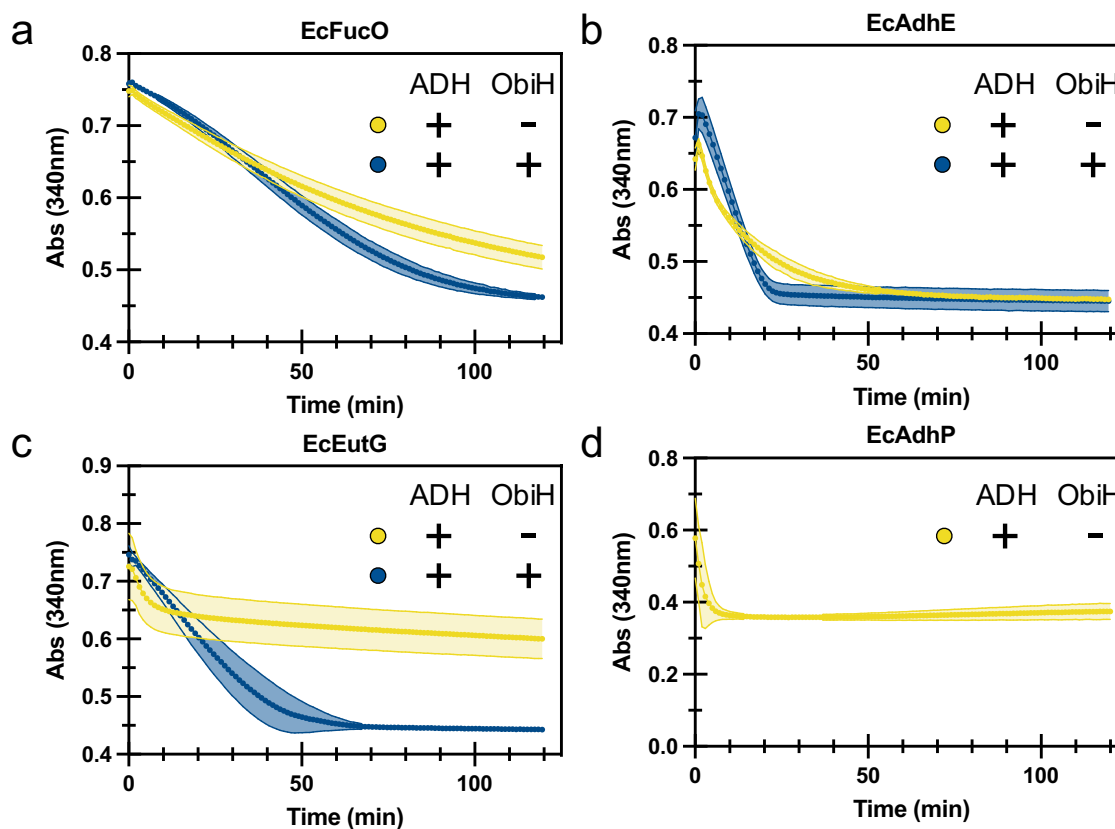 a
EcFucO
ADH ObiH
+ -
+ +
0.8
0.7
0.6
0.5
0.4
Abs (340nm)
0 50 100
Time (min)
b
EcAdhE
ADH ObiH
+ -
+ +
0.8
0.7
0.6
0.5
0.4
Abs (340nm)
0 50 100
Time (min)
c
EcEutG
ADH ObiH
+ -
+ +
0.9
0.8
0.7
0.6
0.5
0.4
Abs (340nm)
0 50 100
Time (min)
d
EcAdhP
ADH ObiH
+ -
0.8
0.6
0.4
0.2
0.0
Abs (340nm)
0 50 100
Time (min)